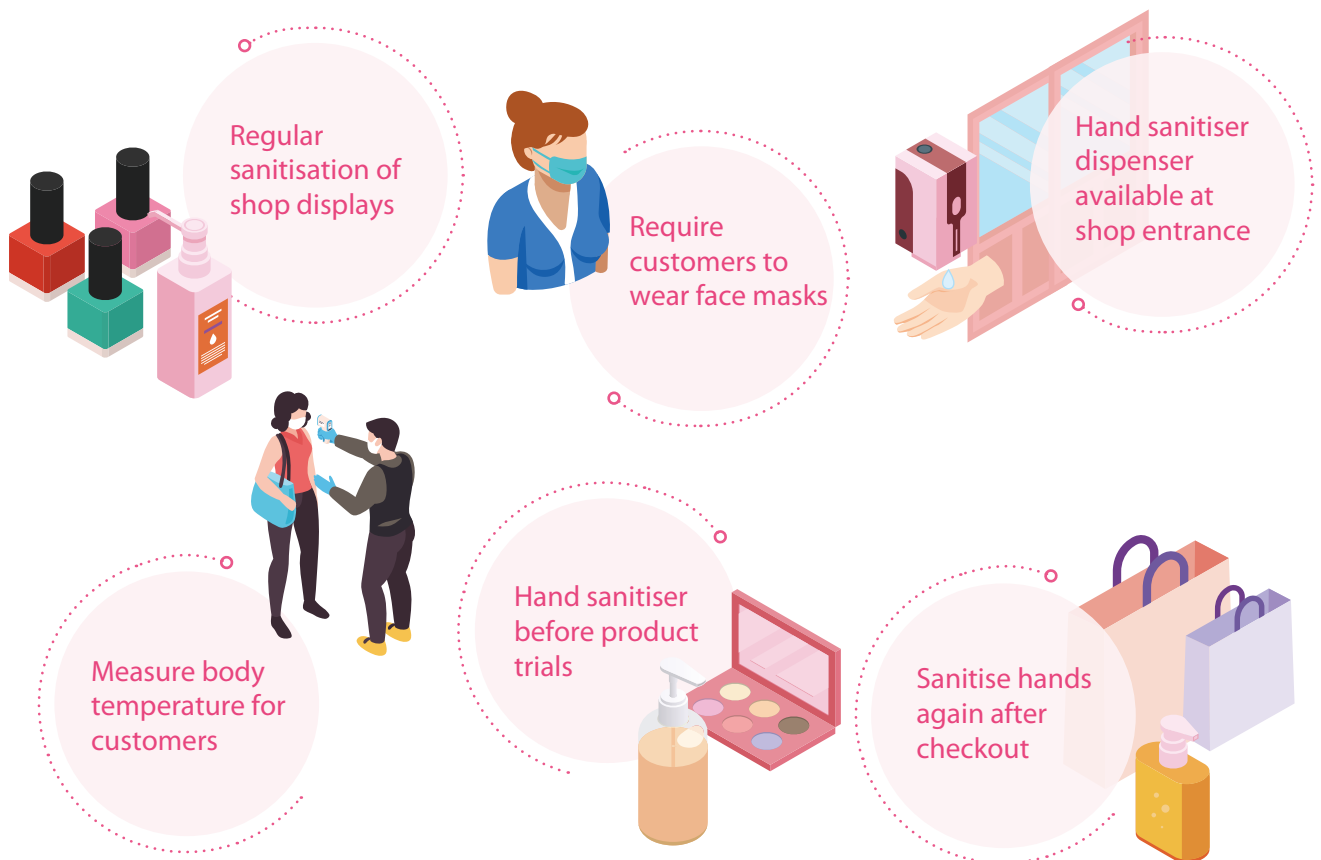 Regular
sanitisation of
shop displays
Require
customers to
wear face masks
Hand sanitiser
dispenser
available at
shop entrance
Measure body
temperature for
customers
Hand sanitiser
before product
trials
Sanitise hands
again after
checkout